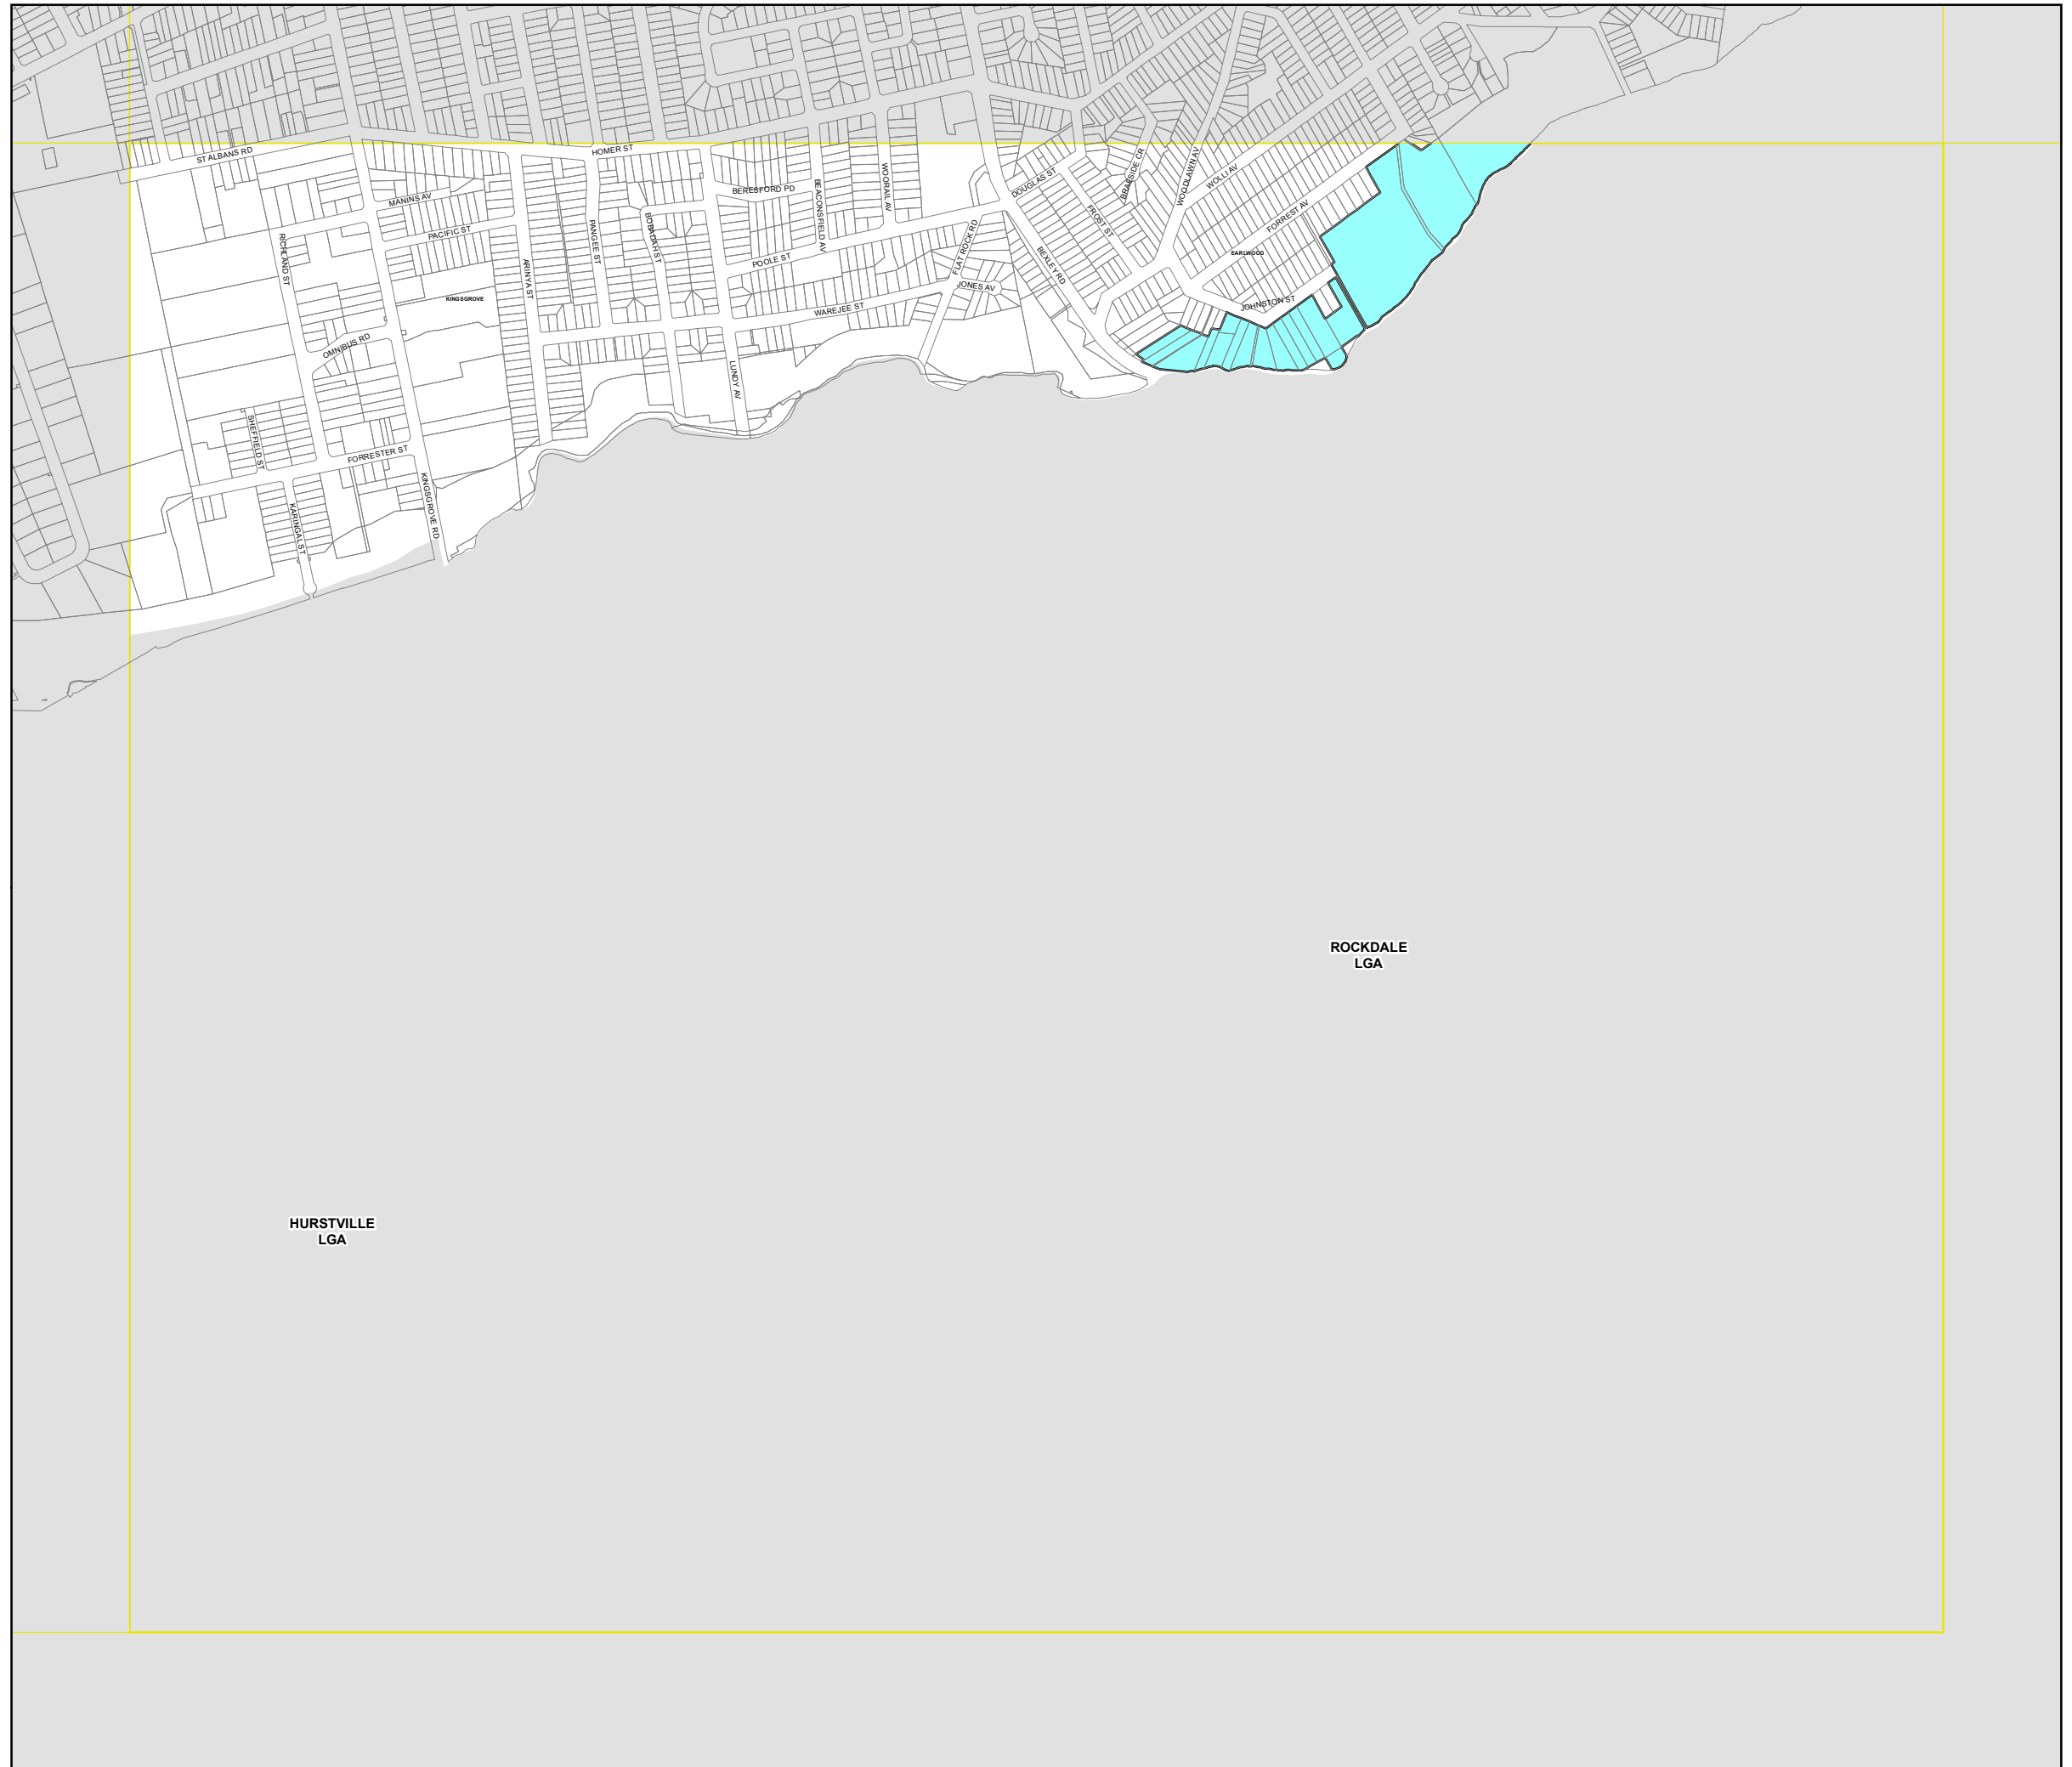 HOMER ST
ST ALBANS RD
BERESFORD PD
MANINS AV
PACIFIC ST
RICHLAND ST
PANGEE ST
BOBADAH ST
BEACONSFIELD AV
WOORAIL AV
DOUGLAS ST
BRAESIDE CR
WOODLAWN AV
WOLLI AV
FROST ST
FORREST AV
EARLWOOD
POOLE ST
FLAT ROCK RD
BEXLEY RD
ARINYA ST
KINGSGROVE
JONES AV
JOHNSTON ST
WAREJEE ST
OMNIBUS RD
LUNDY AV
SHEFFIELD ST
FORRESTER ST
KARINGAL ST
KINGSGROVE RD
ROCKDALE
LGA
HURSTVILLE
LGA